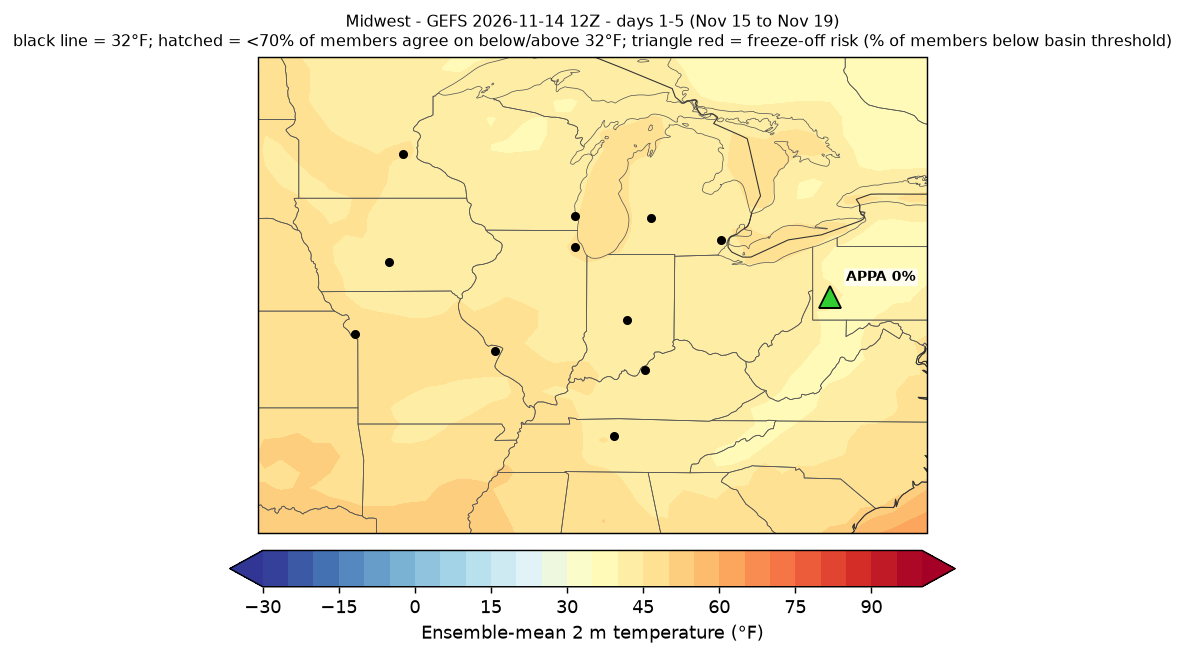 Midwest - GEFS 2026-11-14 12Z - days 1-5 (Nov 15 to Nov 19)
black line = 32°F; hatched = <70% of members agree on below/above 32°F; triangle red = freeze-off risk (% of members below basin threshold)
APPA 0%
−30 −15 0 15 30 45 60 75 90
Ensemble-mean 2 m temperature (°F)